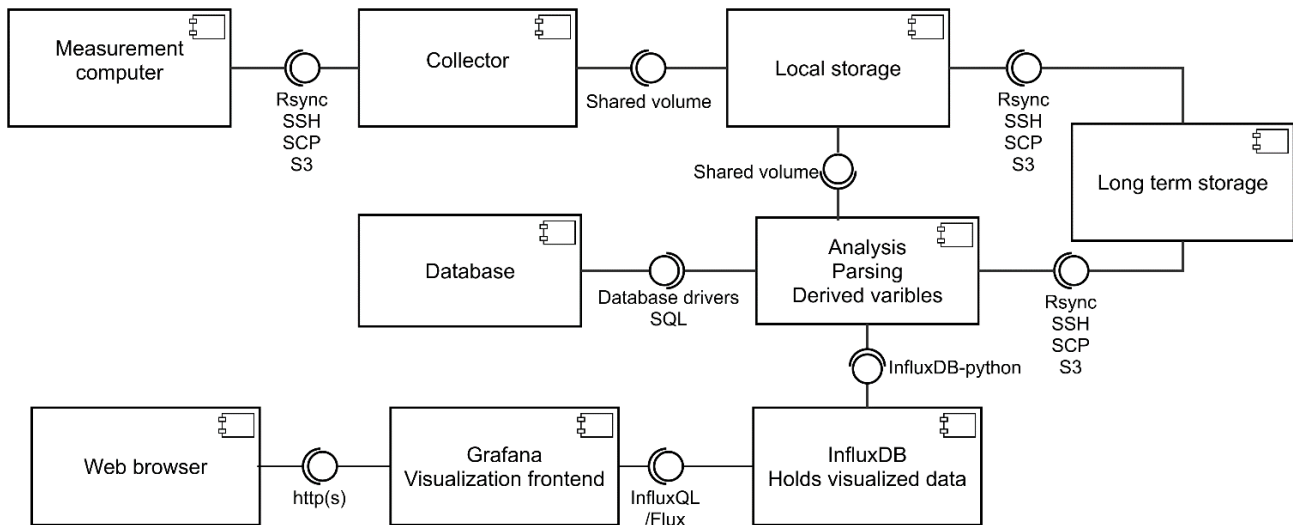 Measurement
computer
Rsync
SSH
SCP
S3
Collector
Shared volume
Local storage
Rsync
SSH
SCP
S3
Long term storage
Shared volume
Database
Database drivers
SQL
Analysis
Parsing
Derived varibles
Rsync
SSH
SCP
S3
InfluxDB-python
Web browser
http(s)
Grafana
Visualization frontend
InfluxQL
/Flux
InfluxDB
Holds visualized data